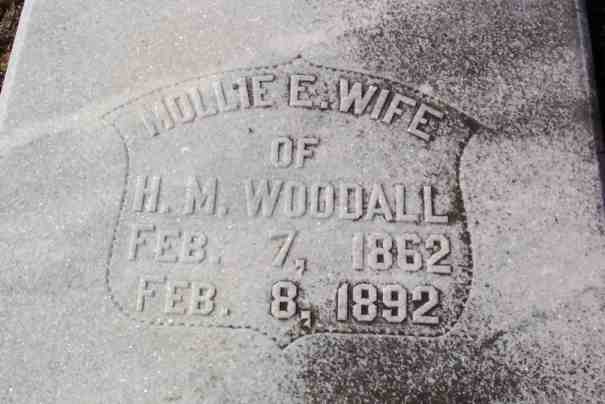 MOLLIE E. WIFE
OF
H. M. WOODALL
FEB. 7, 1862
FEB. 8, 1892